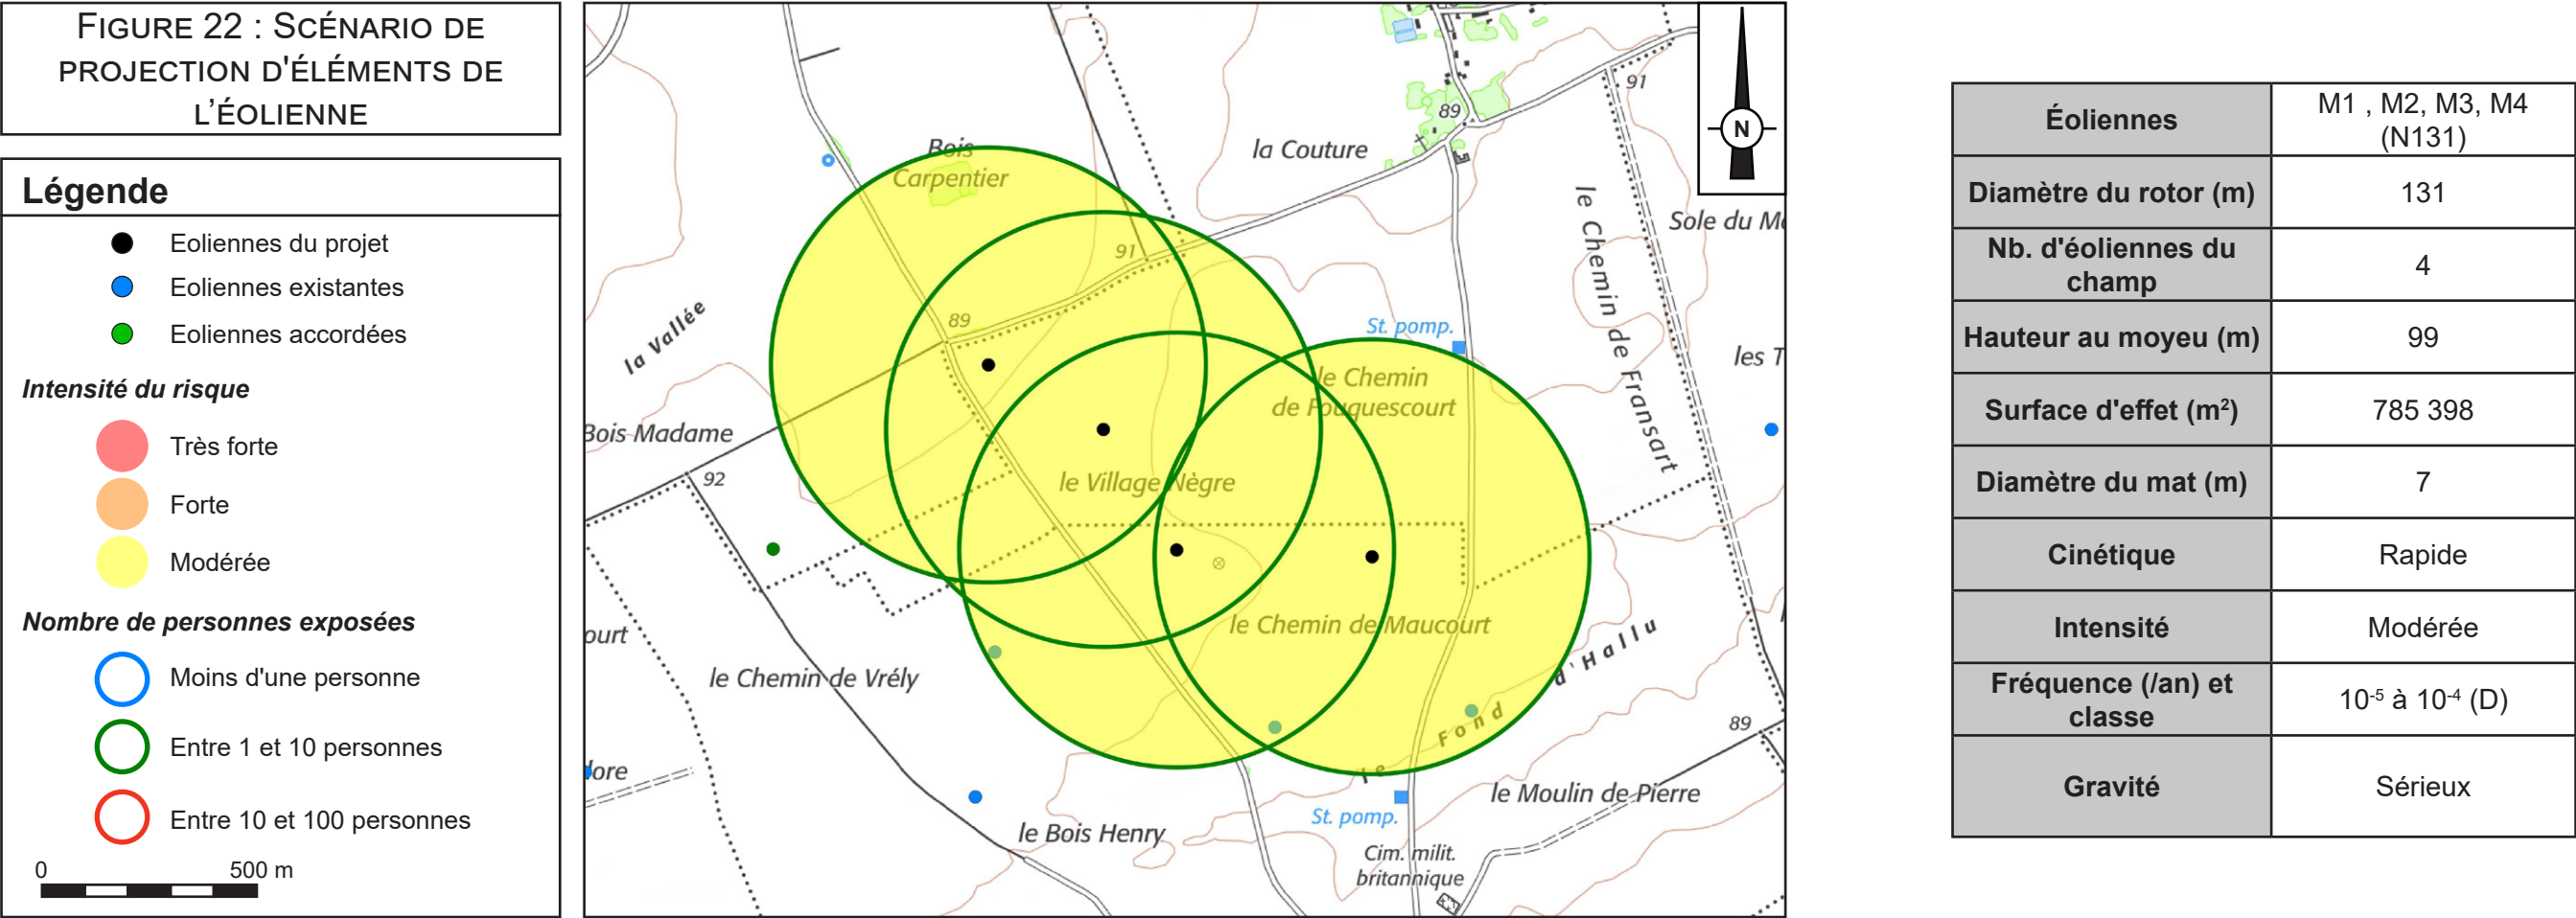 FIGURE 22 : SCÉNARIO DE
PROJECTION D'ÉLÉMENTS DE
L'ÉOLIENNE
Légende
Eoliennes du projet
Eoliennes existantes
Eoliennes accordées
Intensité du risque
Très forte
Forte
Modérée
Nombre de personnes exposées
Moins d'une personne
Entre 1 et 10 personnes
Entre 10 et 100 personnes
0 500 m
N
91
89
Bois
Carpentier
la Couture
le Chemin de Fransart
Sole du Mo
91
89
la Vallée
St. pomp.
les T
le Chemin
de Fouquescourt
Bois Madame
92
le Village Nègre
ourt
le Chemin de Maucourt
le Chemin de Vrély
le Fond d'Hallu
89
lore
le Moulin de Pierre
St. pomp.
le Bois Henry
Cim. milit.
britannique
Éoliennes M1 , M2, M3, M4
(N131)
Diamètre du rotor (m) 131
Nb. d'éoliennes du
champ 4
Hauteur au moyeu (m) 99
Surface d'effet (m²) 785 398
Diamètre du mat (m) 7
Cinétique Rapide
Intensité Modérée
Fréquence (/an) et
classe 10⁻⁵ à 10⁻⁴ (D)
Gravité Sérieux